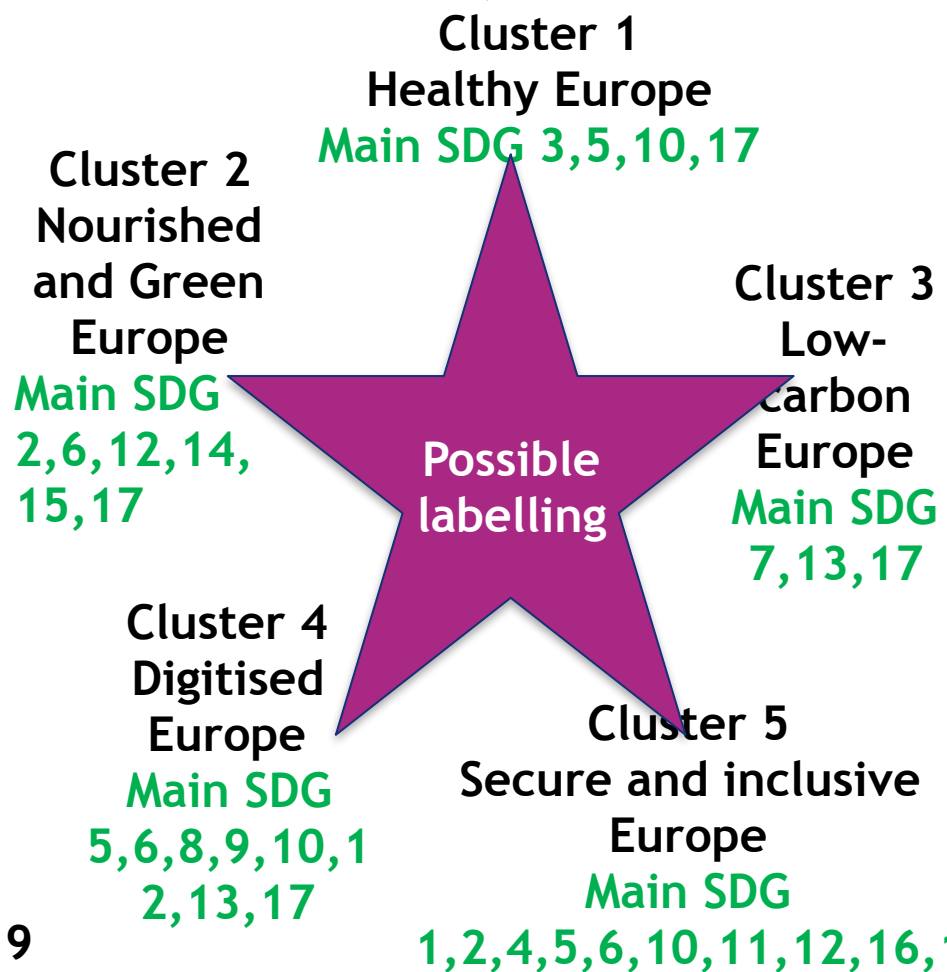 Cluster 1
Healthy Europe
Main SDG 3,5,10,17
Cluster 2
Nourished
and Green
Europe
Main SDG
2,6,12,14,
15,17
Cluster 3
Low-
carbon
Europe
Main SDG
7,13,17
Possible
labelling
Cluster 4
Digitised
Europe
Main SDG
5,6,8,9,10,1
2,13,17
Cluster 5
Secure and inclusive
Europe
Main SDG
1,2,4,5,6,10,11,12,16,
9